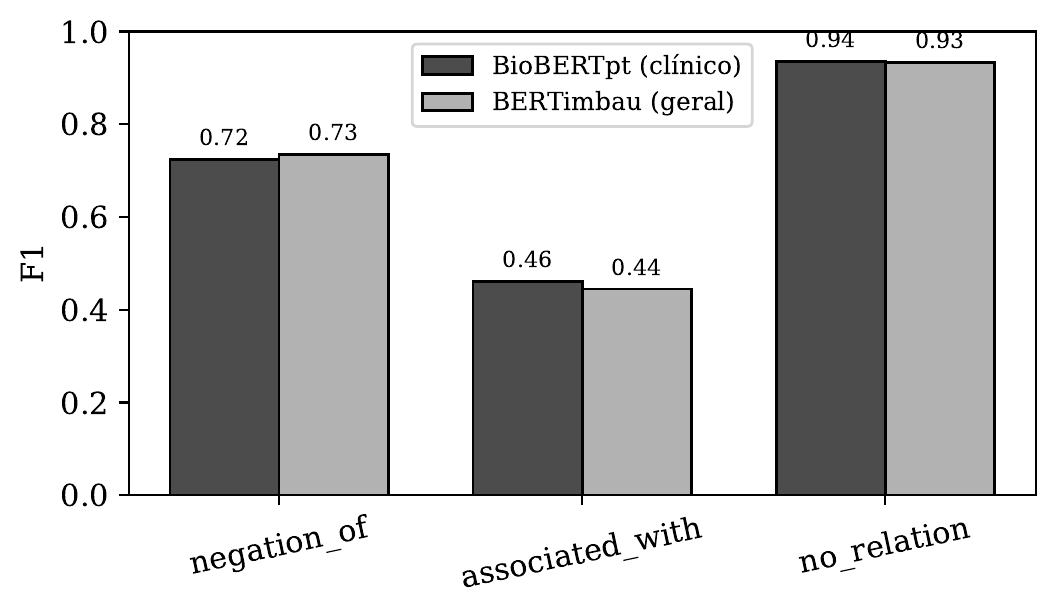 BioBERTpt (clínico)
BERTimbau (geral)
F1
1.0
0.8
0.6
0.4
0.2
0.0
0.72
0.73
0.46
0.44
0.94
0.93
negation_of
associated_with
no_relation